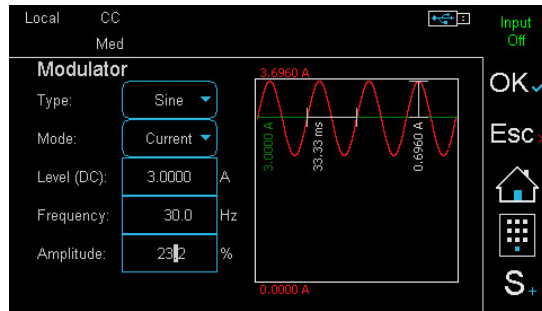 Local CC
Med
Input
Off
Modulator
Type: Sine
Mode: Current
Level (DC): 3.0000 A
Frequency: 30.0 Hz
Amplitude: 23.2 %
3.6960 A
3.0000 A
33.33 ms
0.6960 A
0.0000 A
OK
Esc
S+